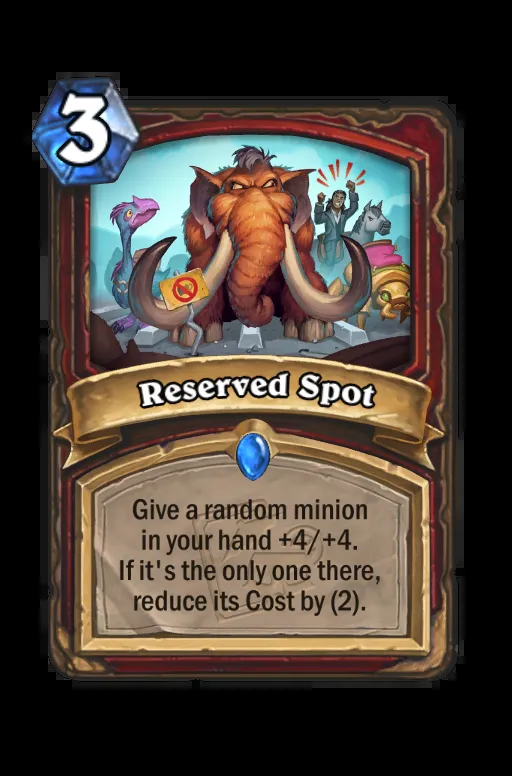 3
Reserved Spot
Give a random minion
in your hand +4/+4.
If it's the only one there,
reduce its Cost by (2).